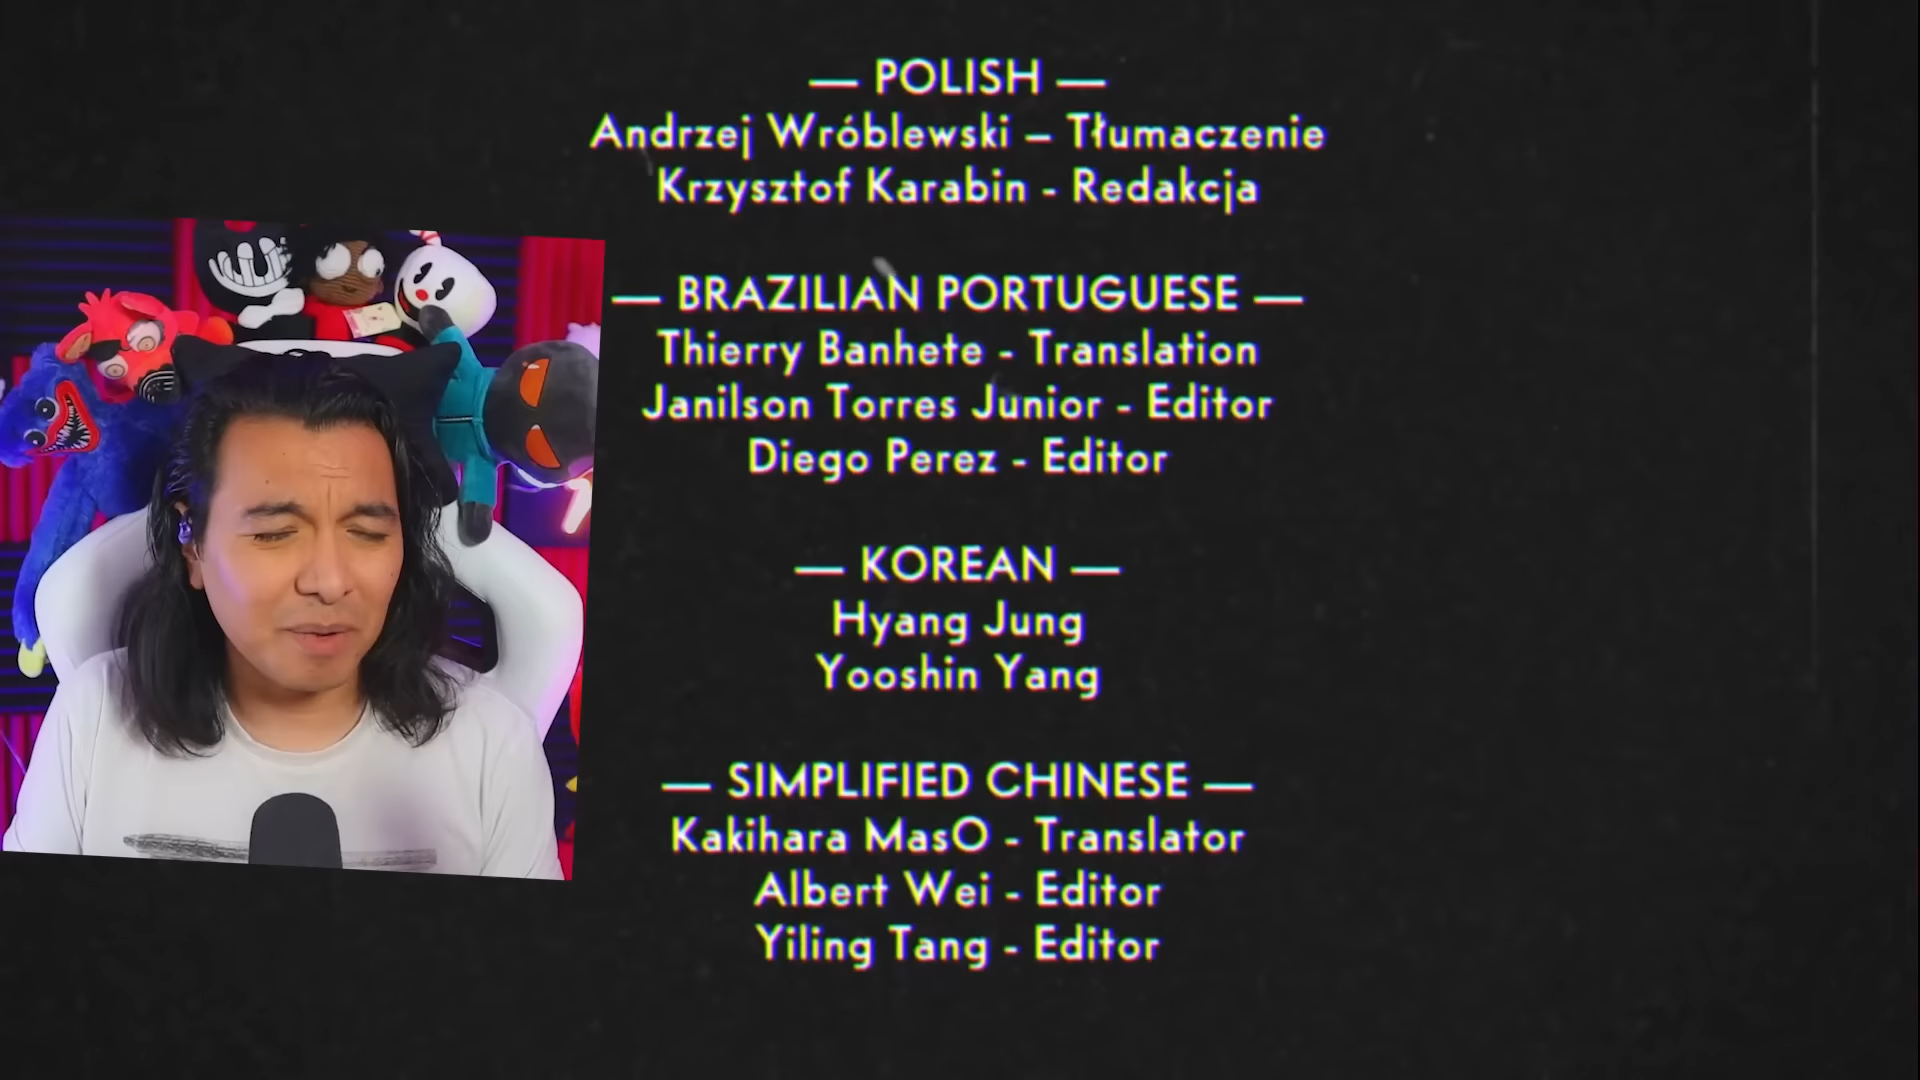 — POLISH —
Andrzej Wróblewski – Tłumaczenie
Krzysztof Karabin - Redakcja
— BRAZILIAN PORTUGUESE —
Thierry Banhete - Translation
Janilson Torres Junior - Editor
Diego Perez - Editor
— KOREAN —
Hyang Jung
Yooshin Yang
— SIMPLIFIED CHINESE —
Kakihara MasO - Translator
Albert Wei - Editor
Yiling Tang - Editor